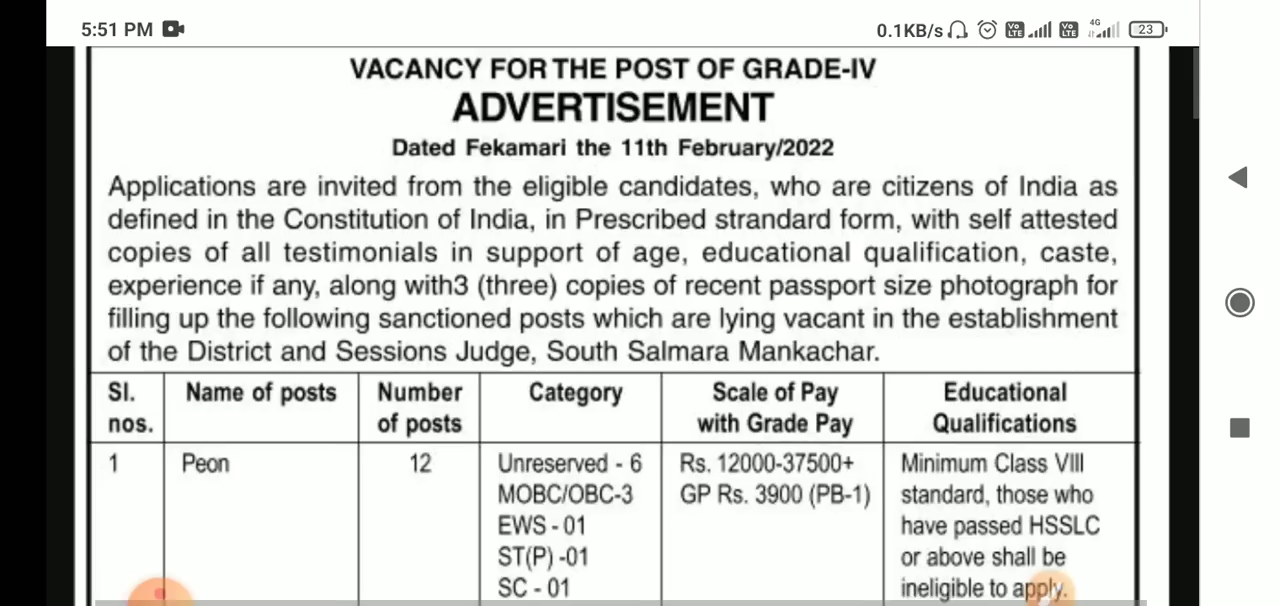 5:51 PM
0.1KB/s Vo LTE Vo LTE 4G 23
VACANCY FOR THE POST OF GRADE-IV
ADVERTISEMENT
Dated Fekamari the 11th February/2022
Applications are invited from the eligible candidates, who are citizens of India as
defined in the Constitution of India, in Prescribed strandard form, with self attested
copies of all testimonials in support of age, educational qualification, caste,
experience if any, along with3 (three) copies of recent passport size photograph for
filling up the following sanctioned posts which are lying vacant in the establishment
of the District and Sessions Judge, South Salmara Mankachar.
Sl. nos.
Name of posts
Number of posts
Category
Scale of Pay with Grade Pay
Educational Qualifications
1
Peon
12
Unreserved - 6
MOBC/OBC-3
EWS - 01
ST(P) -01
SC - 01
Rs. 12000-37500+
GP Rs. 3900 (PB-1)
Minimum Class VIII
standard, those who
have passed HSSLC
or above shall be
ineligible to apply.